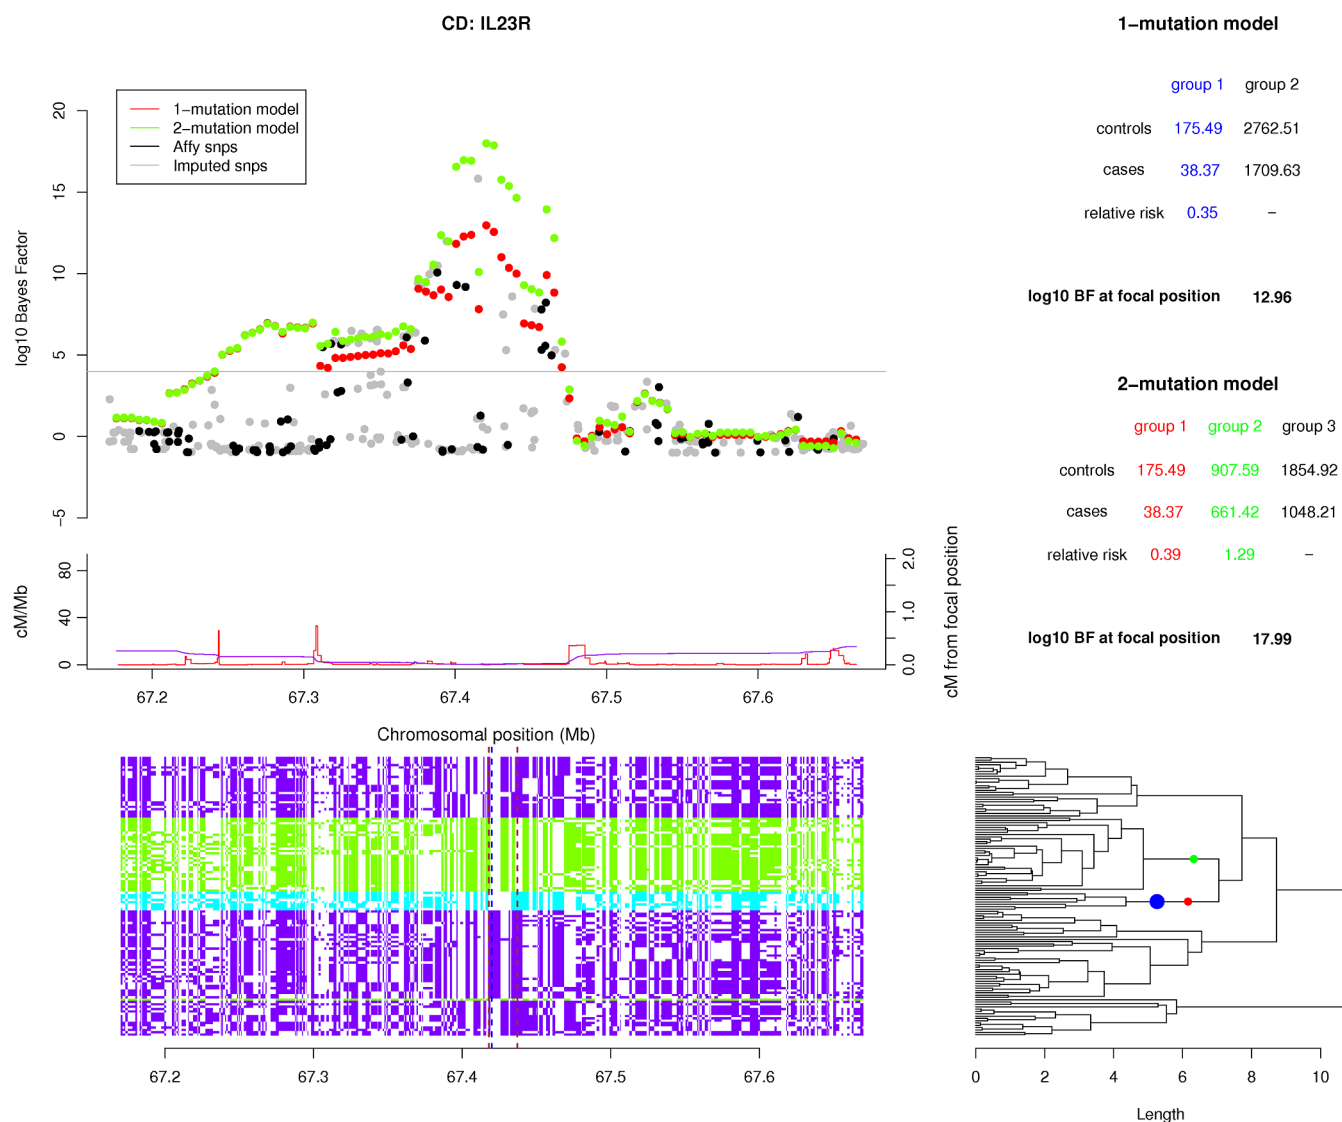 CD: IL23R
1−mutation model
2−mutation model
Affy snps
Imputed snps
log10 Bayes Factor
20
15
10
5
0
−5
cM/Mb
80
40
0
2.0
1.0
0.0
cM from focal position
67.2 67.3 67.4 67.5 67.6
Chromosomal position (Mb)
67.2 67.3 67.4 67.5 67.6
1−mutation model
group 1 group 2
controls 175.49 2762.51
cases 38.37 1709.63
relative risk 0.35 −
log10 BF at focal position 12.96
2−mutation model
group 1 group 2 group 3
controls 175.49 907.59 1854.92
cases 38.37 661.42 1048.21
relative risk 0.39 1.29 −
log10 BF at focal position 17.99
0 2 4 6 8 10
Length